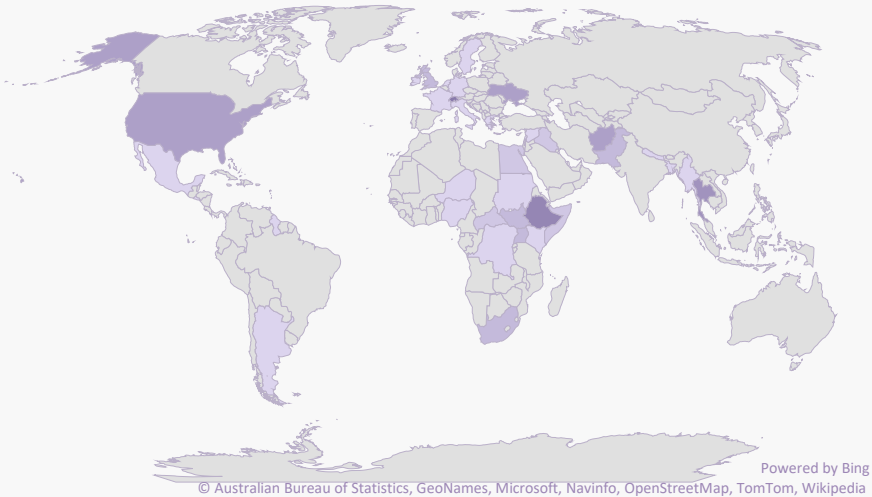 Powered by Bing
© Australian Bureau of Statistics, GeoNames, Microsoft, Navinfo, OpenStreetMap, TomTom, Wikipedia